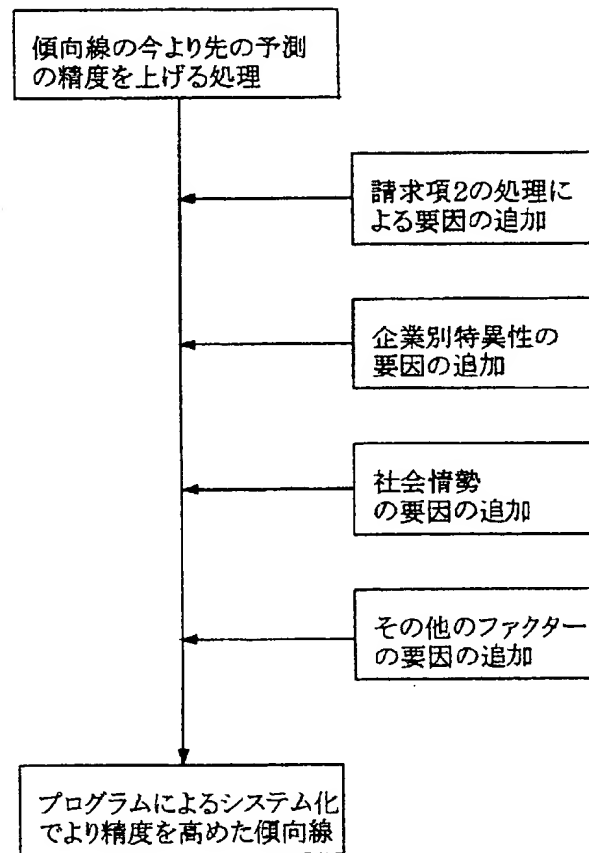 傾向線の今より先の予測
の精度を上げる処理
請求項2の処理に
よる要因の追加
企業別特異性の
要因の追加
社会情勢
の要因の追加
その他のファクター
の要因の追加
プログラムによるシステム化
でより精度を高めた傾向線